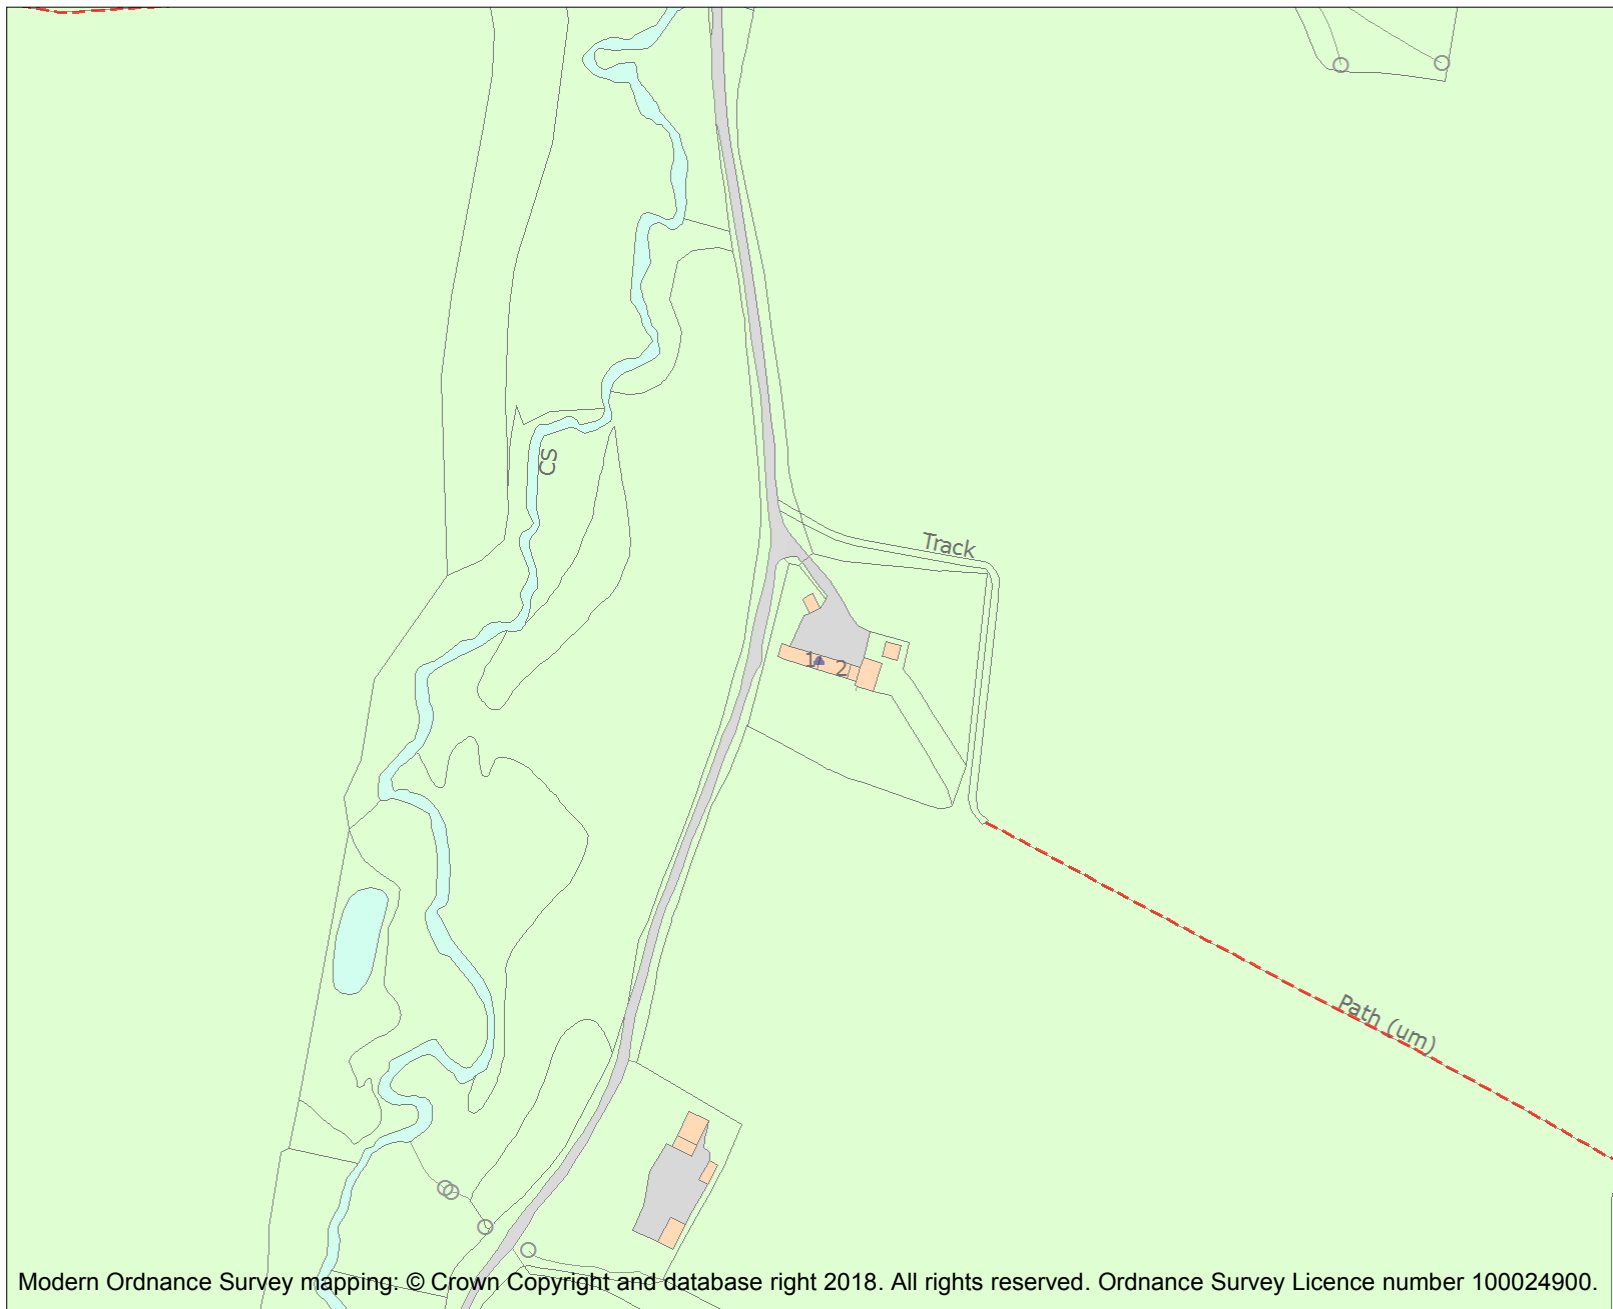 CS
Track
1
2
Path (um)
Modern Ordnance Survey mapping: © Crown Copyright and database right 2018. All rights reserved. Ordnance Survey Licence number 100024900.